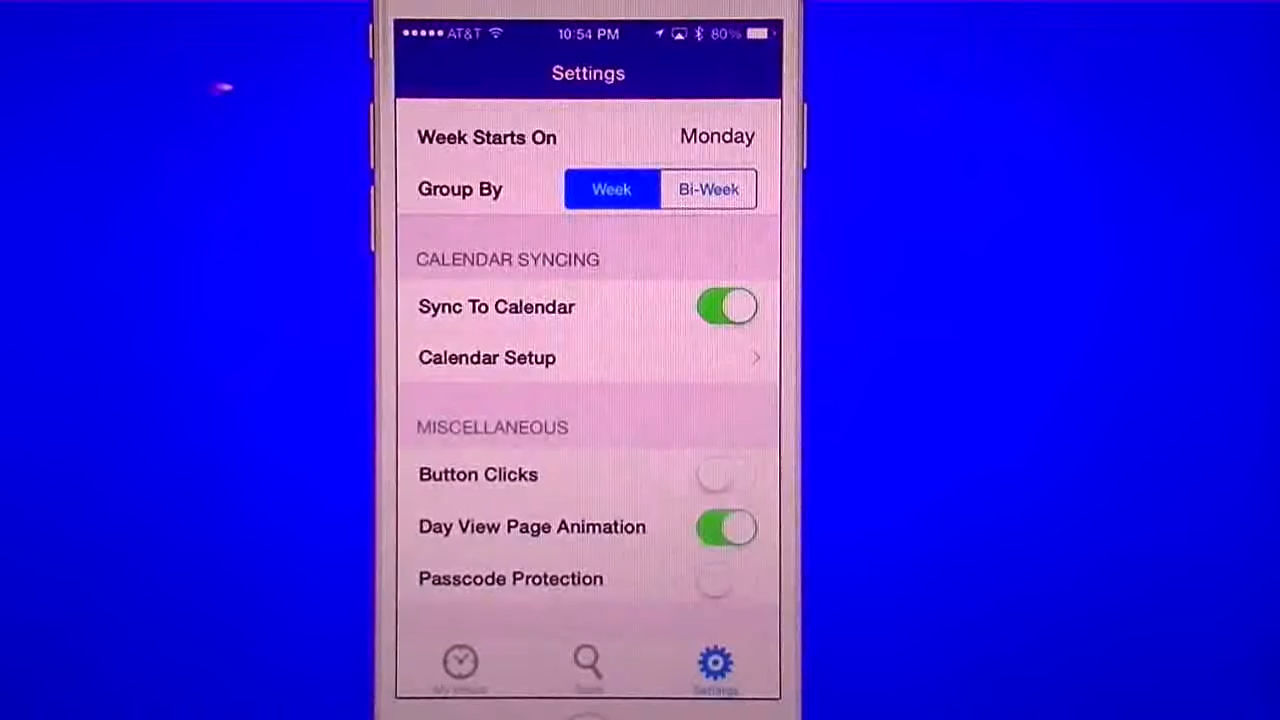 AT&T 10:54 PM 80%
Settings
Week Starts On Monday
Group By Week Bi-Week
CALENDAR SYNCING
Sync To Calendar
Calendar Setup
MISCELLANEOUS
Button Clicks
Day View Page Animation
Passcode Protection
Settings